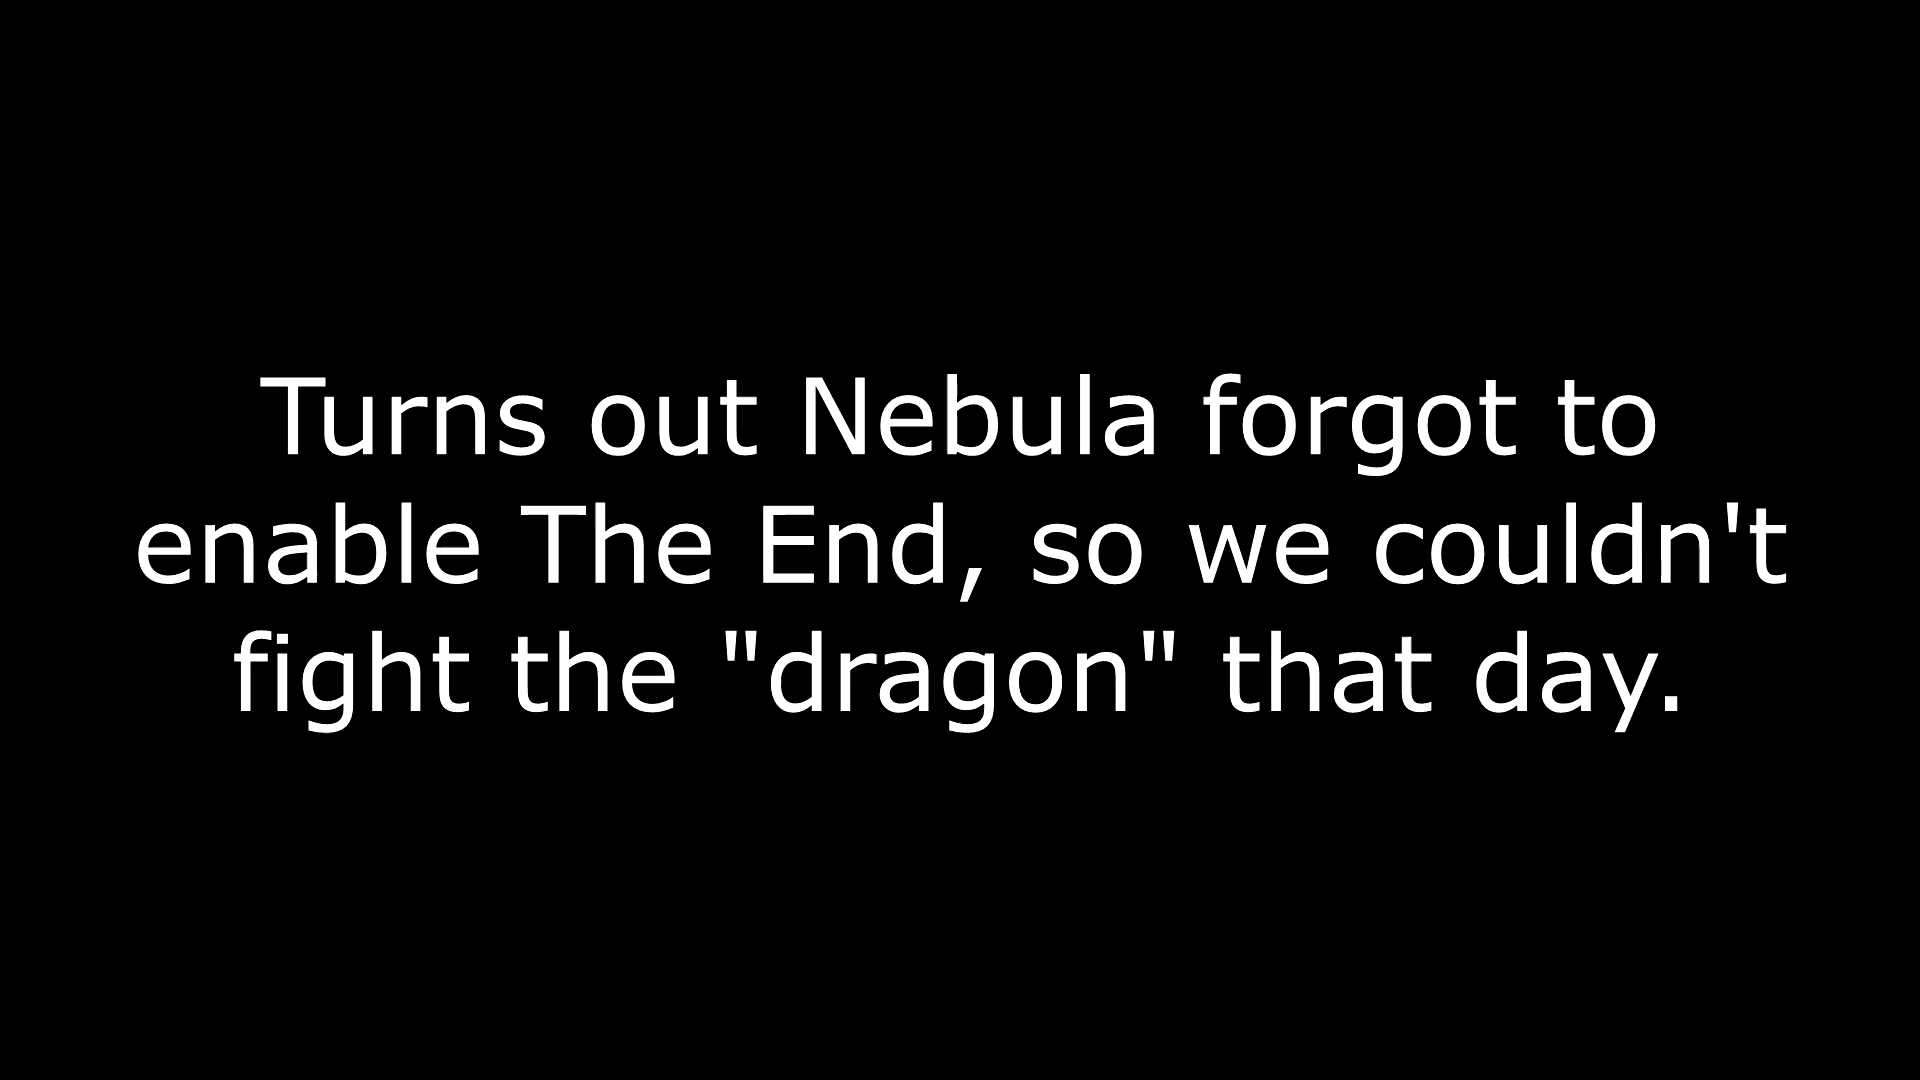 Turns out Nebula forgot to
enable The End, so we couldn't
fight the "dragon" that day.